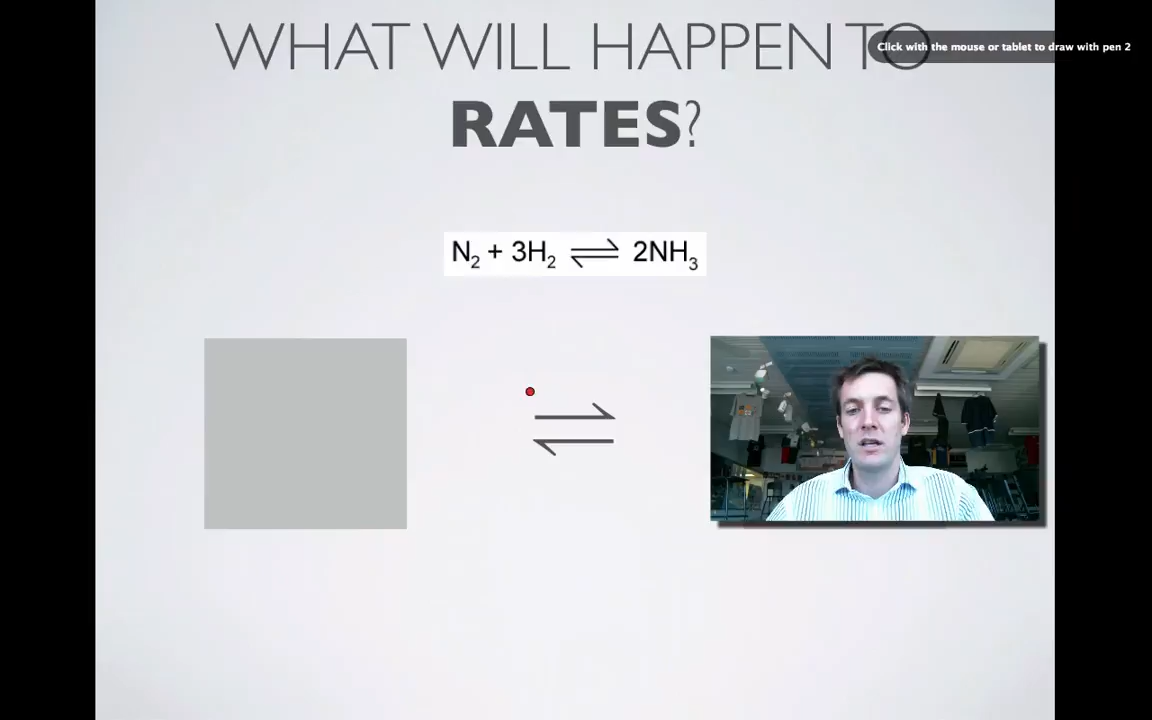 WHAT WILL HAPPEN TO
Click with the mouse or tablet to draw with pen 2
RATES?
N₂ + 3H₂ ⇌ 2NH₃